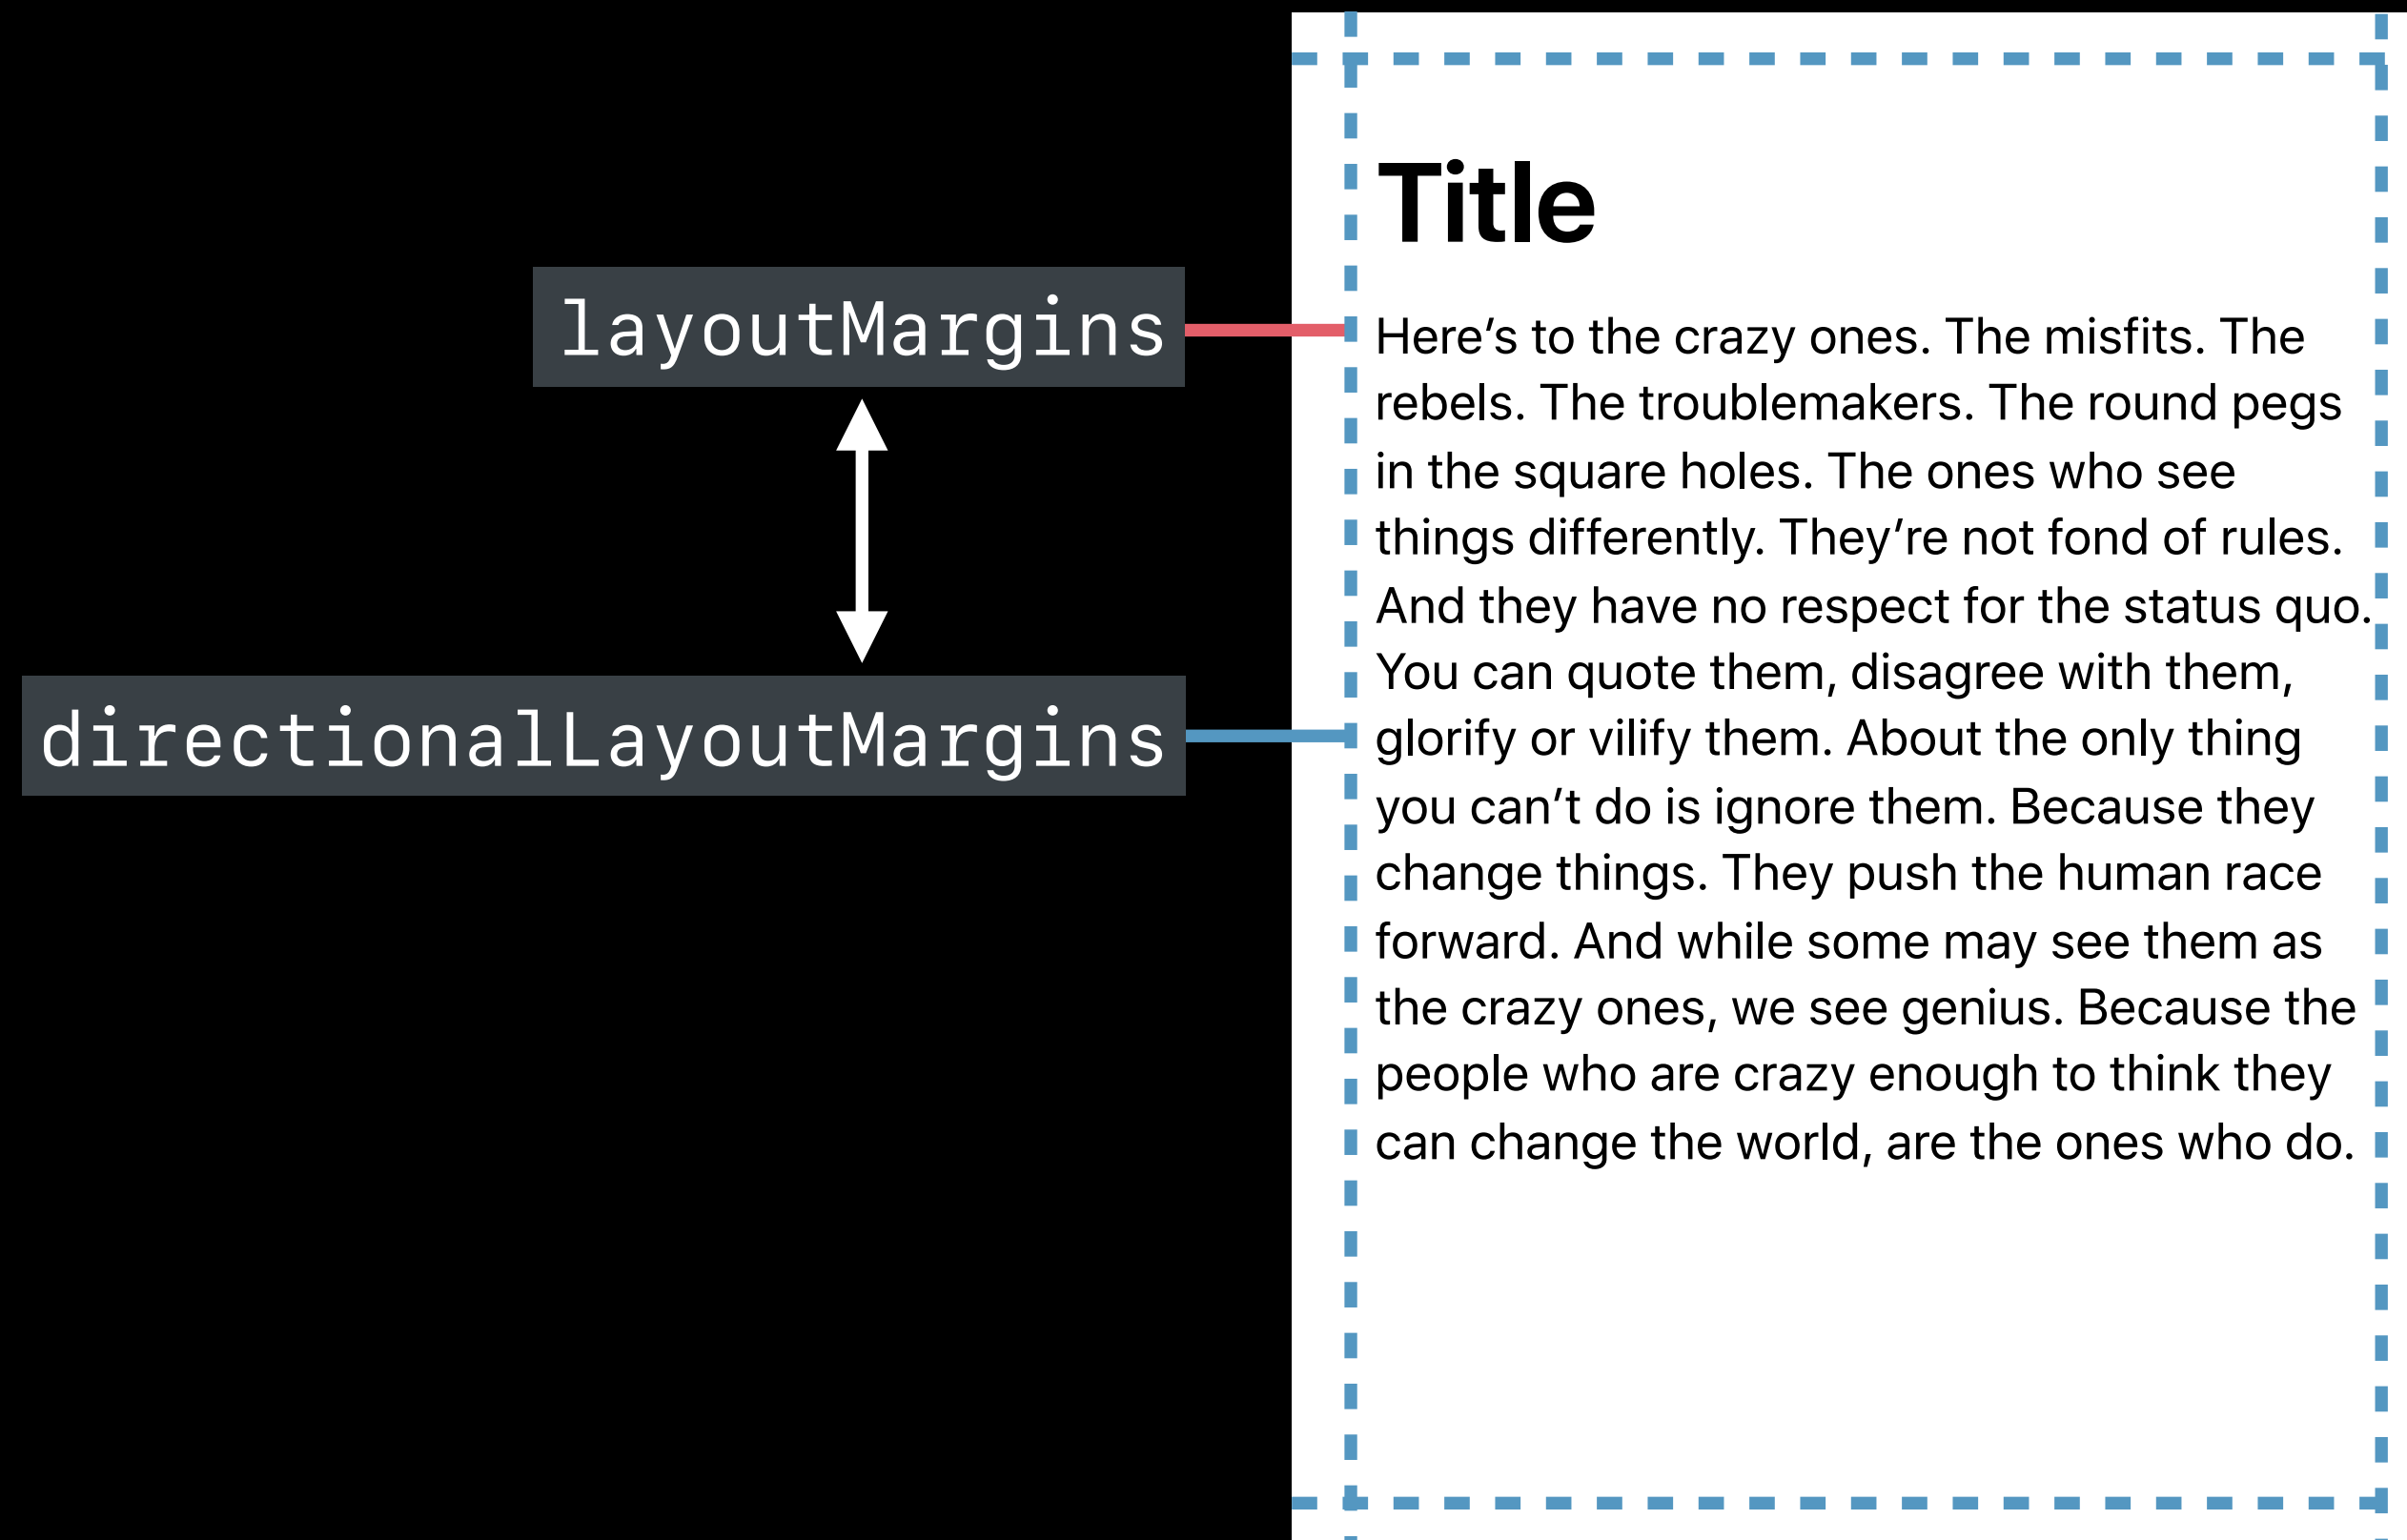 layoutMargins
directionalLayoutMargins
Title
Here’s to the crazy ones. The misfits. The
rebels. The troublemakers. The round pegs
in the square holes. The ones who see
things differently. They’re not fond of rules.
And they have no respect for the status quo.
You can quote them, disagree with them,
glorify or vilify them. About the only thing
you can’t do is ignore them. Because they
change things. They push the human race
forward. And while some may see them as
the crazy ones, we see genius. Because the
people who are crazy enough to think they
can change the world, are the ones who do.